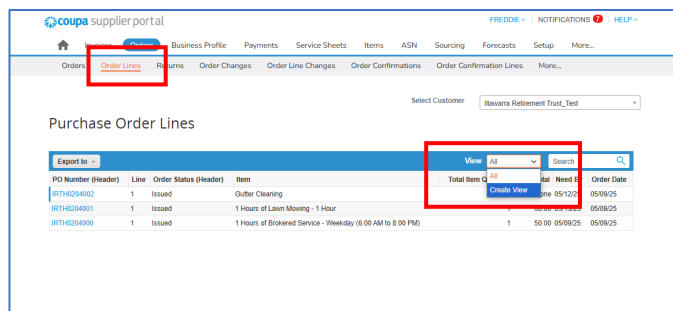 coupa supplier portal
FREDDIE NOTIFICATIONS 7 HELP
Orders Business Profile Payments Service Sheets Items ASN Sourcing Forecasts Setup More...
Orders Order Lines Returns Order Changes Order Line Changes Order Confirmations Order Confirmation Lines More...
Select Customer Illawarra Retirement Trust_Test
Purchase Order Lines
Export to View All Search
PO Number (Header) Line Order Status (Header) Item Total Item Need Order Date
All
Create View
IRTH0204002 1 Issued Gutter Cleaning 05/12/25 05/09/25
IRTH0204001 1 Issued 1 Hours of Lawn Mowing - 1 Hour 1 05/09/25
IRTH0204000 1 Issued 1 Hours of Brokered Service - Weekday (6:00 AM to 8:00 PM) 1 50.00 05/09/25 05/09/25